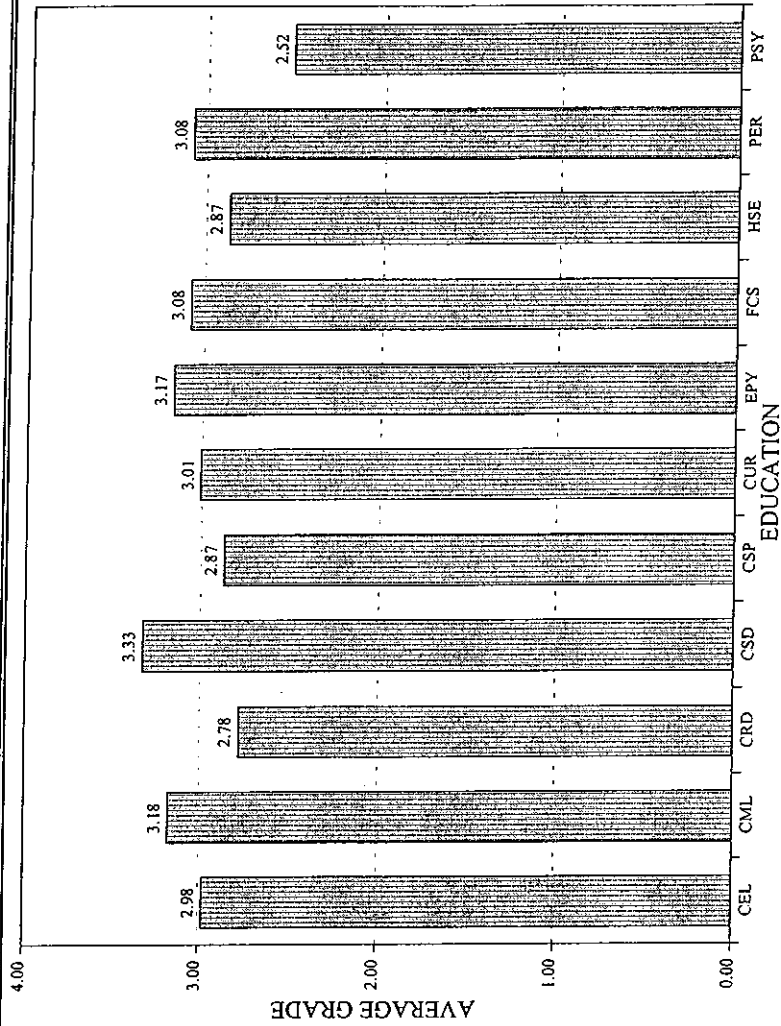 4.00
3.00
2.00
1.00
0.00
AVERAGE GRADE
2.98
3.18
2.78
3.33
2.87
3.01
3.17
3.08
2.87
3.08
2.52
CEL
CML
CRD
CSD
CSP
CUR
EPY
FCS
HSE
PER
PSY
EDUCATION